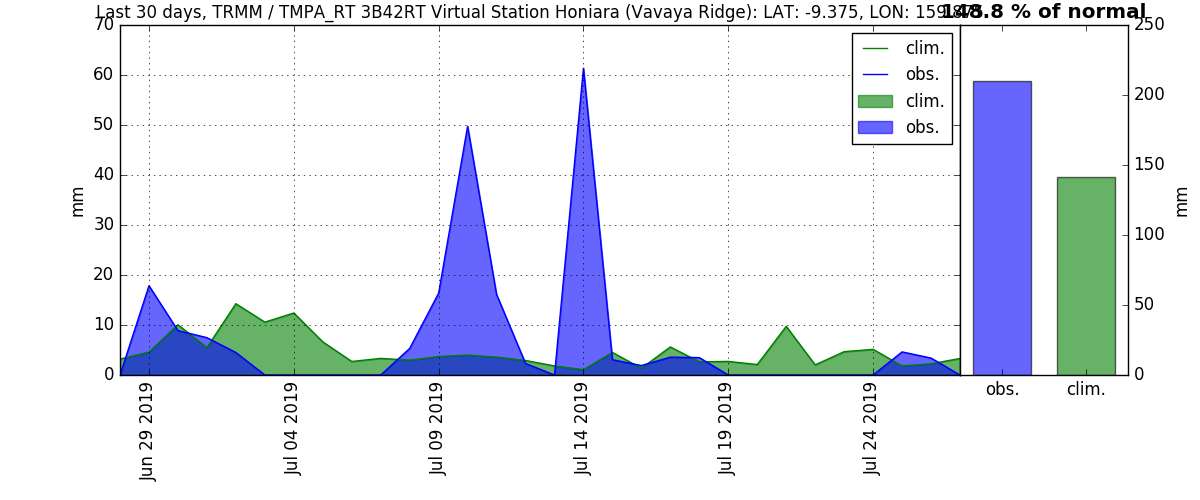 Last 30 days, TRMM / TMPA_RT 3B42RT Virtual Station Honiara (Vavaya Ridge): LAT: -9.375, LON:
148.8 % of normal
70
60
50
40
30
20
10
0
mm
clim.
obs.
clim.
obs.
Jun 29 2019
Jul 04 2019
Jul 09 2019
Jul 14 2019
Jul 19 2019
Jul 24 2019
250
200
150
100
50
0
mm
obs.
clim.